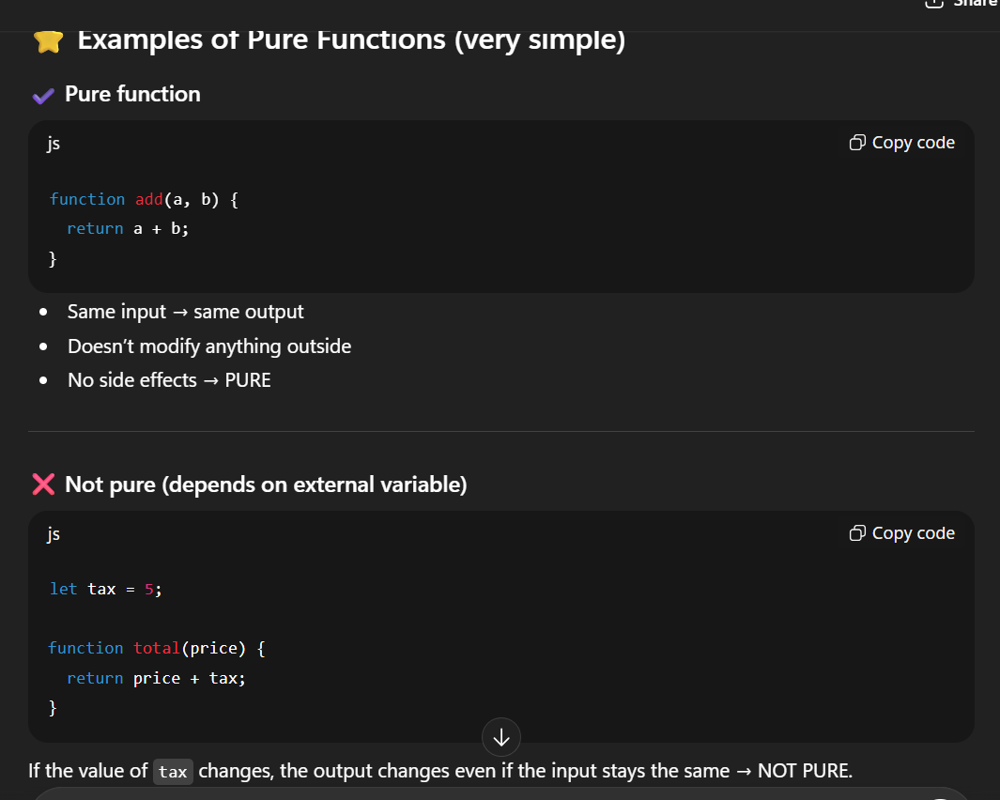 Share
Examples of Pure Functions (very simple)
Pure function
js
Copy code
function add(a, b) {
return a + b;
}
Same input → same output
Doesn’t modify anything outside
No side effects → PURE
Not pure (depends on external variable)
js
Copy code
let tax = 5;
function total(price) {
return price + tax;
}
If the value of tax changes, the output changes even if the input stays the same → NOT PURE.